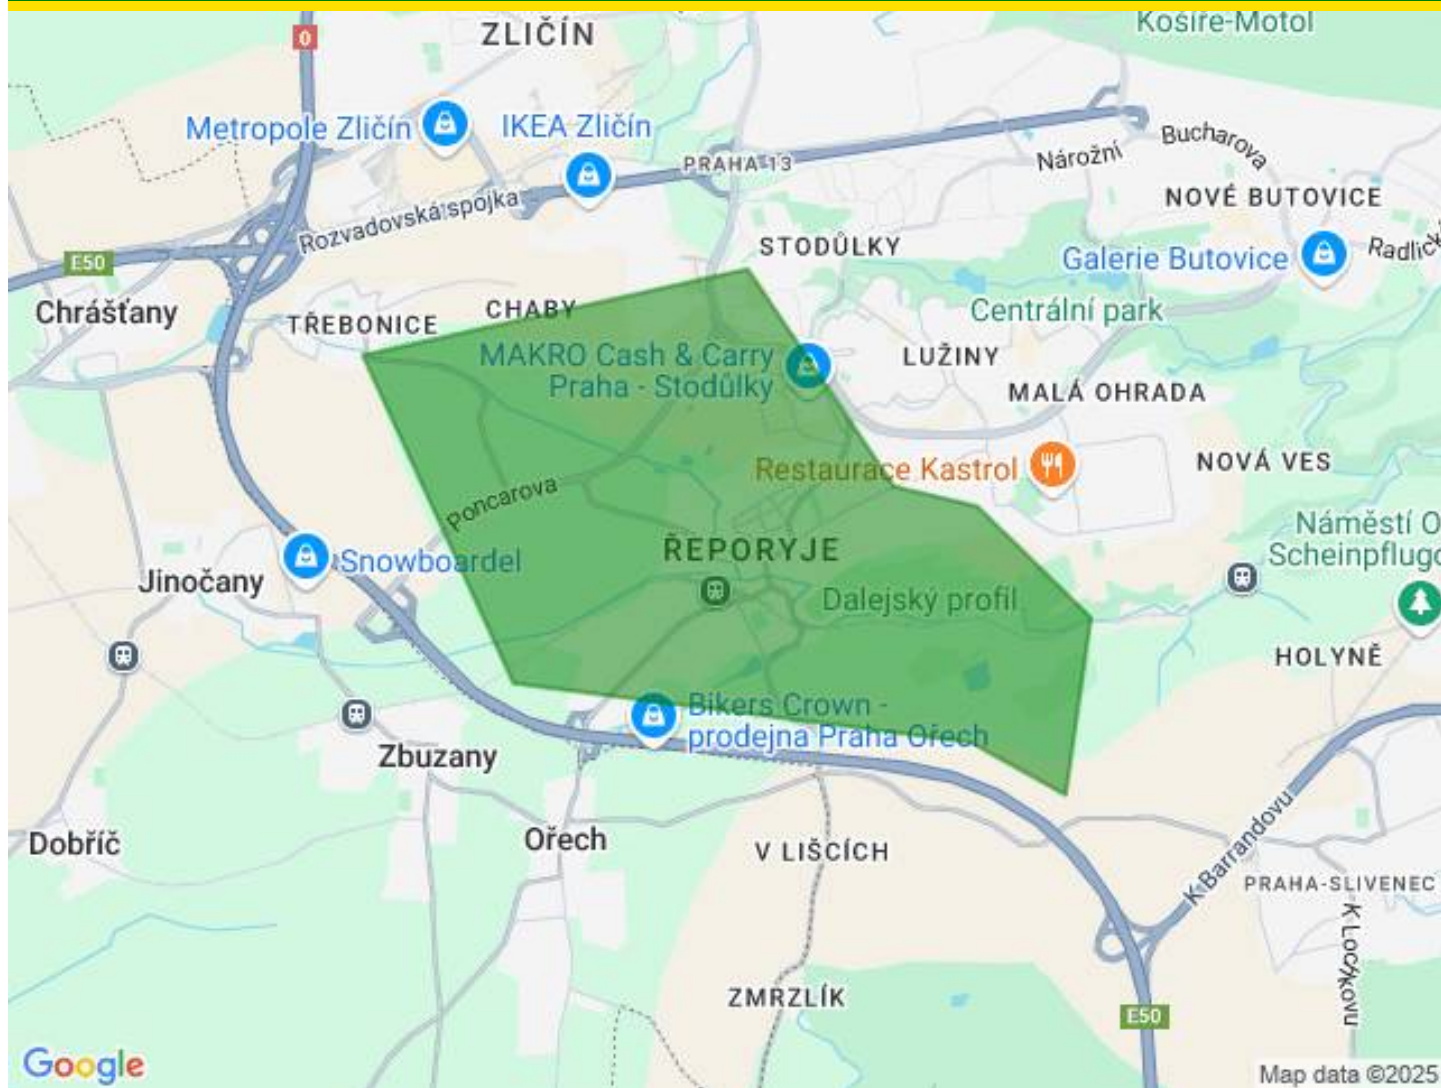 Košíře-Motol
ZLIČÍN
0
Metropole Zličín
IKEA Zličín
PRAHA 13
Nárožní
Bucharova
Rozvadovská spojka
NOVÉ BUTOVICE
STODŮLKY
Galerie Butovice
E50
Chrášťany
TŘEBONICE
CHABY
Centrální park
MAKRO Cash & Carry
Praha - Stodůlky
LUŽINY
MALÁ OHRADA
Restaurace Kastrol
NOVÁ VES
Poncarova
Náměstí
ŘEPORYJE
Snowboardel
Jinočany
Dalejský profil
HOLYNĚ
Bikers Crown -
prodejna Praha Ořech
Zbuzany
Dobříč
Ořech
V LIŠCÍCH
K Barrandovu
PRAHA-SLIVENEC
K Lochkovu
ZMRZLÍK
E50
Google
Map data ©2025